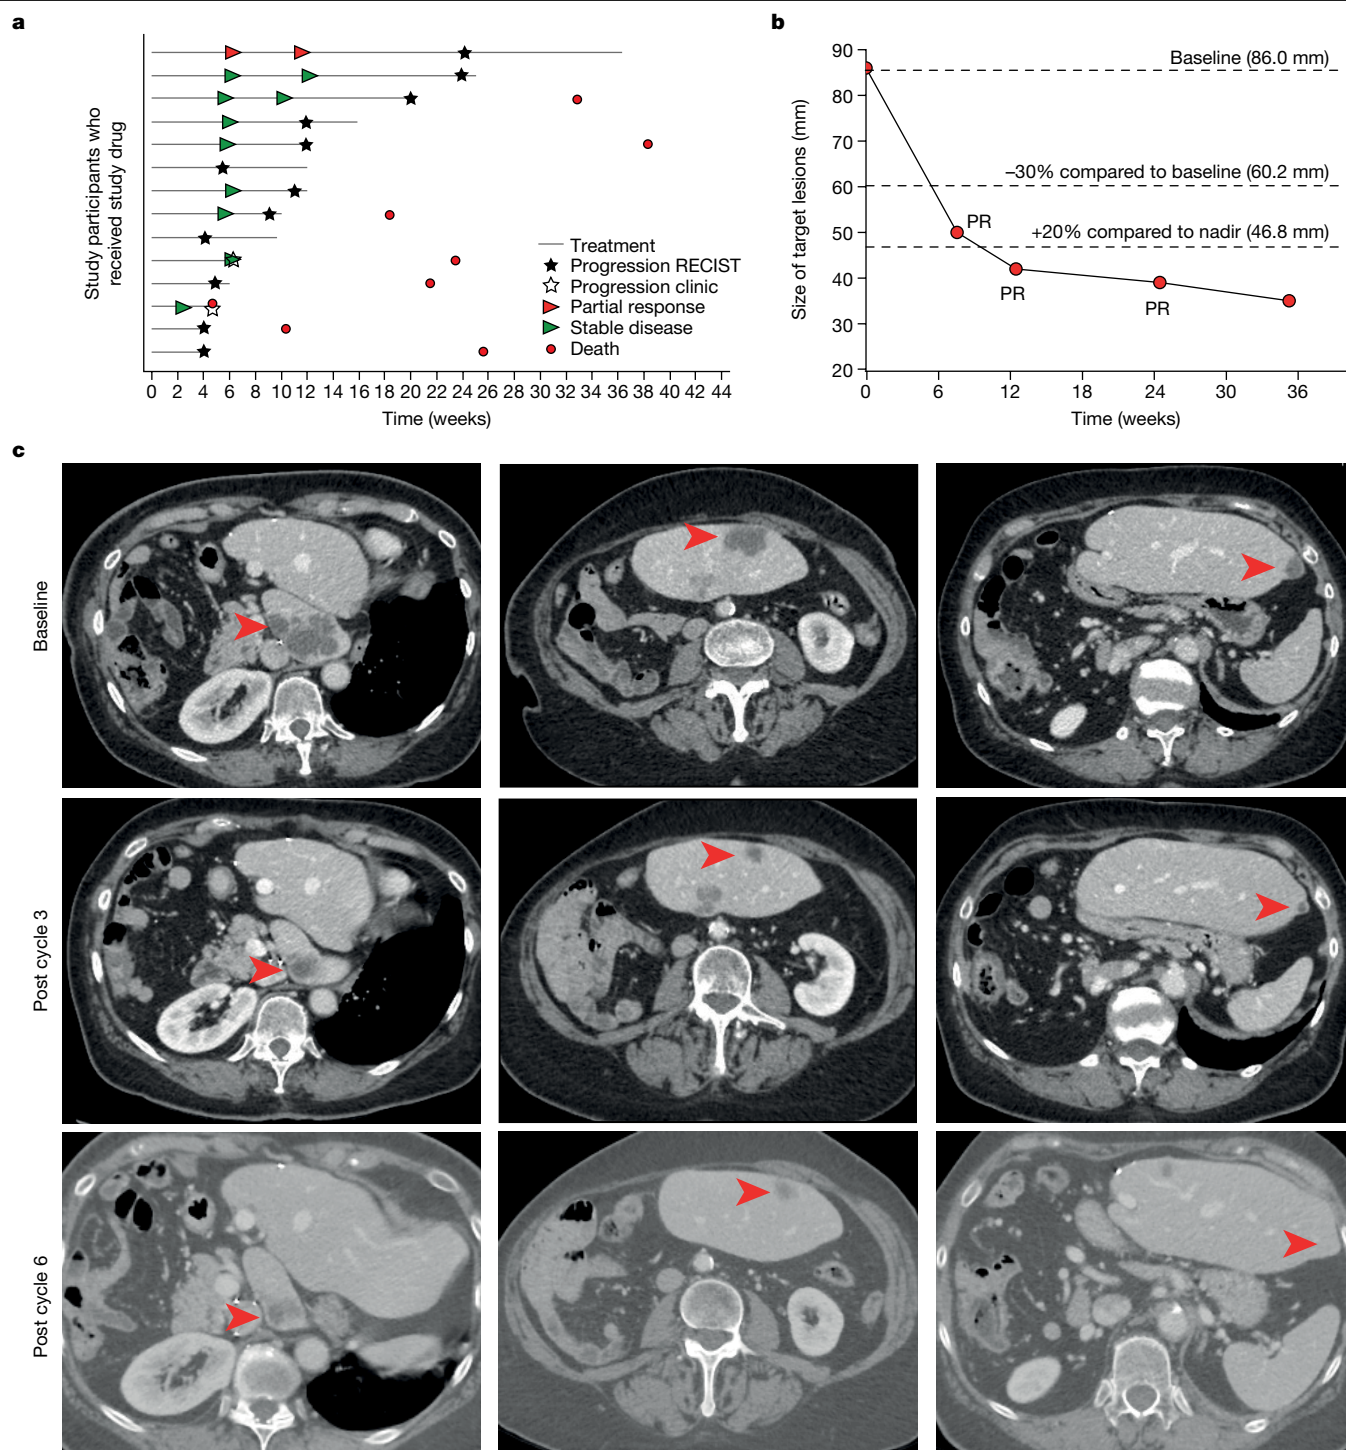 a
Study participants who
received study drug
Treatment
Progression RECIST
Progression clinic
Partial response
Stable disease
Death
0 2 4 6 8 10 12 14 16 18 20 22 24 26 28 30 32 34 36 38 40 42 44
Time (weeks)
b
Size of target lesions (mm)
90
80
70
60
50
40
30
20
Baseline (86.0 mm)
–30% compared to baseline (60.2 mm)
+20% compared to nadir (46.8 mm)
PR
PR
PR
0 6 12 18 24 30 36
Time (weeks)
c
Baseline
Post cycle 3
Post cycle 6